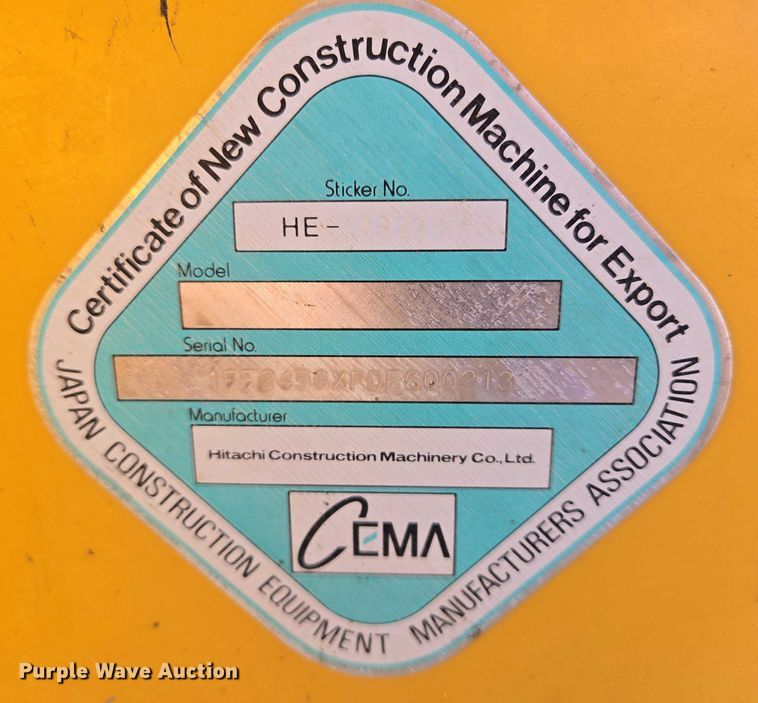 Certificate of New Construction Machine for Export
Sticker No.
HE-
Model
Serial No.
Manufacturer
Hitachi Construction Machinery Co., Ltd.
CEMA
JAPAN CONSTRUCTION EQUIPMENT MANUFACTURERS ASSOCIATION
Purple Wave Auction